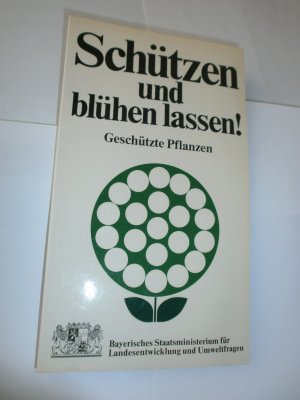 Schützen
und
blühen lassen!
Geschützte Pflanzen
Bayerisches Staatsministerium für
Landesentwicklung und Umweltfragen